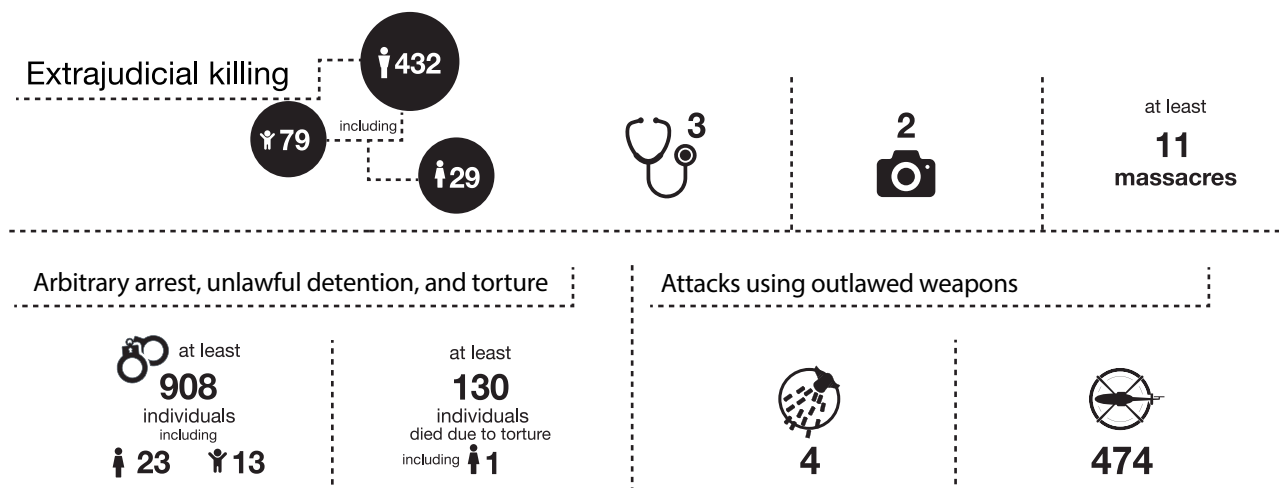 Extrajudicial killing
432
including
79
29
3
2
at least
11
massacres
Arbitrary arrest, unlawful detention, and torture
at least
908
individuals
including
23 13
at least
130
individuals
died due to torture
including 1
Attacks using outlawed weapons
4
474